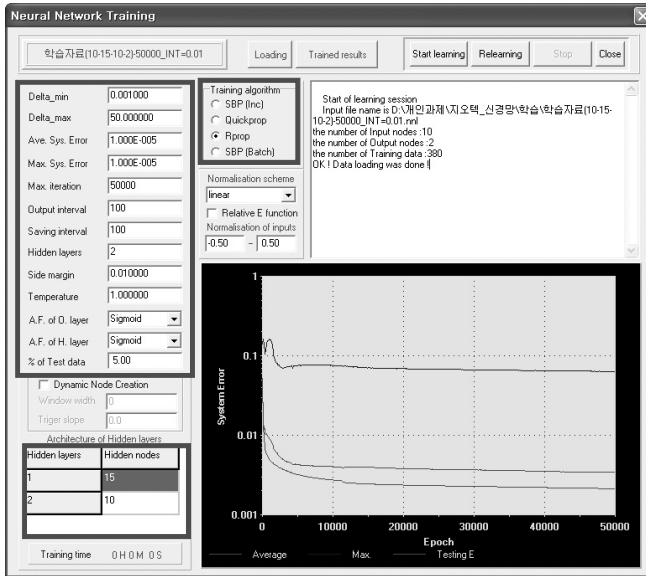 Neural Network Training
학습자료(10-15-10-2)-50000_INT=0.01
Loading
Trained results
Start learning
Relearning
Stop
Close
Delta_min 0.001000
Delta_max 50.000000
Ave. Sys. Error 1.000E-005
Max. Sys. Error 1.000E-005
Max. iteration 50000
Output interval 100
Saving interval 100
Hidden layers 2
Side margin 0.010000
Temperature 1.000000
A.F. of O. layer Sigmoid
A.F. of H. layer Sigmoid
% of Test data 5.00
Dynamic Node Creation
Window width 0
Triger slope 0.0
Architecture of Hidden layers
Hidden layers Hidden nodes
1 15
2 10
Training time 0 H 0 M 0 S
Training algorithm
SBP (Inc)
Quickprop
Rprop
SBP (Batch)
Normalisation scheme
linear
Relative E function
Normalisation of inputs
-0.50 ~ 0.50
Start of learning session
Input file name is D:\개인과제\지오텍_신경망\학습\학습자료(10-15-
10-2)-50000_INT=0.01.nnl
the number of Input nodes :10
the number of Output nodes :2
the number of Training data :380
OK ! Data loading was done !
System Error
1
0.1
0.01
0.001
0 10000 20000 30000 40000 50000
Epoch
Average Max. Testing E